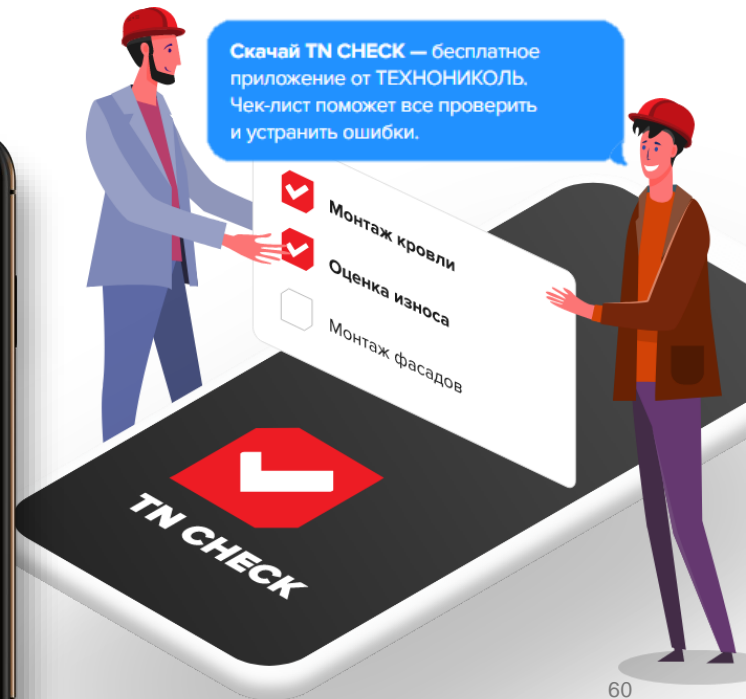 Скачай TN CHECK — бесплатное
приложение от ТЕХНОНИКОЛЬ.
Чек-лист поможет все проверить
и устранить ошибки.
Монтаж кровли
Оценка износа
Монтаж фасадов
TN CHECK
60